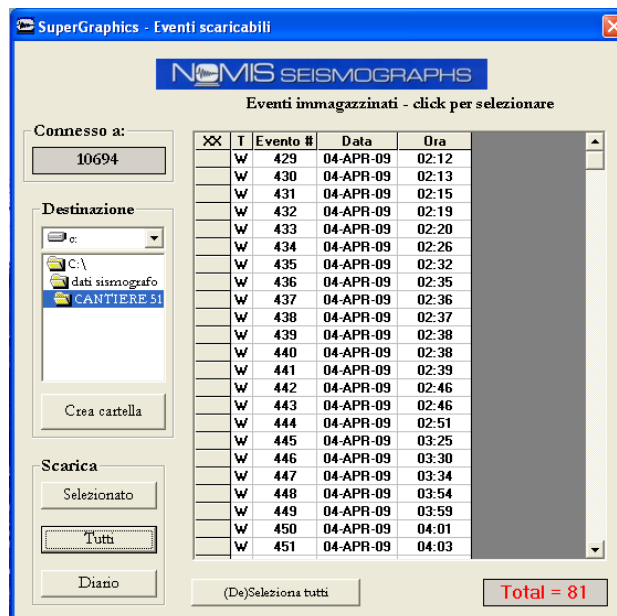 SuperGraphics - Eventi scaricabili
NOMIS SEISMOGRAPHS
Eventi immagazzinati - click per selezionare
Connesso a:
10694
Destinazione
c:
C:\
dati sismografo
CANTIERE 51
Crea cartella
Scarica
Selezionato
Tutti
Diario
XX T Evento # Data Ora
W 429 04-APR-09 02:12
W 430 04-APR-09 02:13
W 431 04-APR-09 02:15
W 432 04-APR-09 02:19
W 433 04-APR-09 02:20
W 434 04-APR-09 02:26
W 435 04-APR-09 02:32
W 436 04-APR-09 02:35
W 437 04-APR-09 02:36
W 438 04-APR-09 02:37
W 439 04-APR-09 02:38
W 440 04-APR-09 02:38
W 441 04-APR-09 02:39
W 442 04-APR-09 02:46
W 443 04-APR-09 02:46
W 444 04-APR-09 02:51
W 445 04-APR-09 03:25
W 446 04-APR-09 03:30
W 447 04-APR-09 03:34
W 448 04-APR-09 03:54
W 449 04-APR-09 03:59
W 450 04-APR-09 04:01
W 451 04-APR-09 04:03
(De)Seleziona tutti
Total = 81